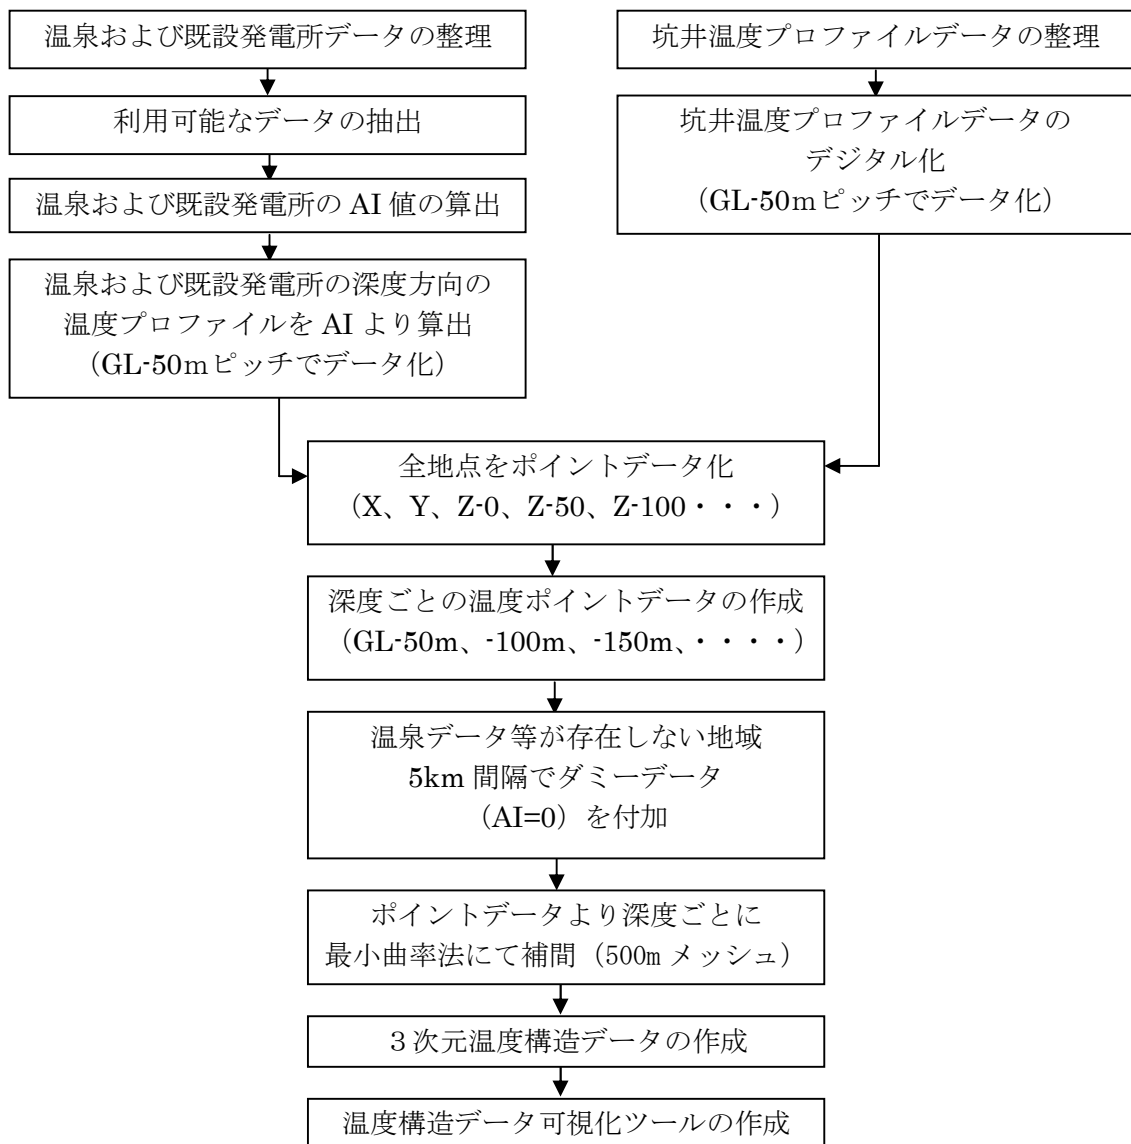 温泉および既設発電所データの整理
利用可能なデータの抽出
温泉および既設発電所の AI 値の算出
温泉および既設発電所の深度方向の
温度プロファイルを AI より算出
（GL-50ｍピッチでデータ化）
坑井温度プロファイルデータの整理
坑井温度プロファイルデータの
デジタル化
（GL-50ｍピッチでデータ化）
全地点をポイントデータ化
（X、Y、Z-0、Z-50、Z-100・・・）
深度ごとの温度ポイントデータの作成
（GL-50m、-100m、-150m、・・・・）
温泉データ等が存在しない地域
5km 間隔でダミーデータ
（AI=0）を付加
ポイントデータより深度ごとに
最小曲率法にて補間（500m メッシュ）
３次元温度構造データの作成
温度構造データ可視化ツールの作成